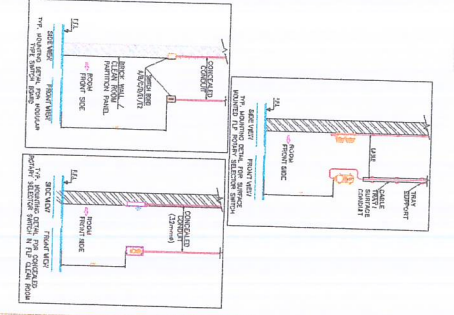 TRAY
SUPPORT
CABLE
TRAY/
SURFACE
CONDUIT
ROOM
FRONT SIDE
SIDE VIEW
FRONT VIEW
TYP. MOUNTING DETAIL FOR SURFACE
MOUNTED FLP ROTARY SELECTOR SWITCH
CONCEALED
CONDUIT
SWITCH BOARD
BRICK WALL/
CLEAN ROOM
PARTITION PANEL
ROOM
FRONT SIDE
SIDE VIEW
FRONT VIEW
TYP. MOUNTING DETAIL FOR MODULAR
TYPE SWITCH
BOARD
CONCEALED
CONDUIT
ROOM
FRONT SIDE
SIDE VIEW
FRONT VIEW
TYP. MOUNTING DETAIL FOR CONCEALED
ROTARY SELECTOR SWITCH IN FLP CLEAN ROOM